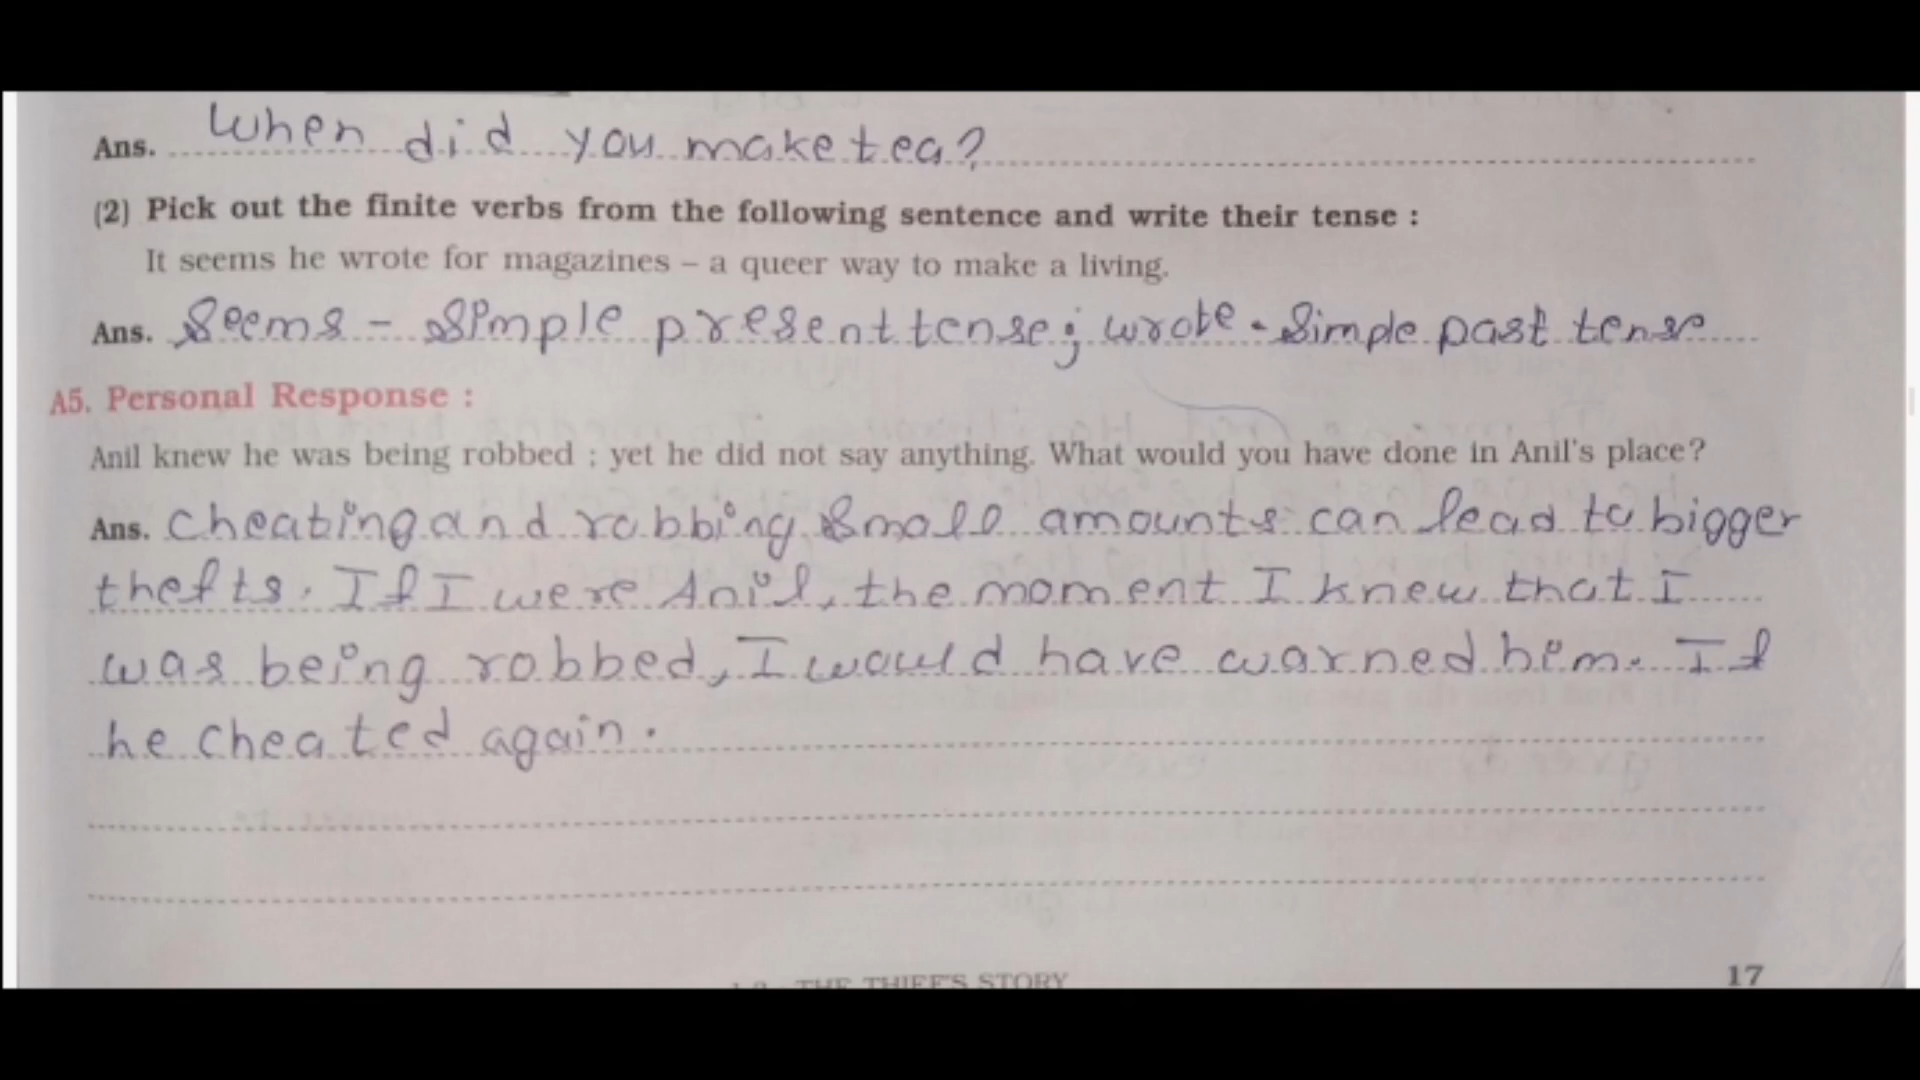 Ans. When did you make tea?
(2) Pick out the finite verbs from the following sentence and write their tense :
It seems he wrote for magazines – a queer way to make a living.
Ans. Seems - Simple present tense; wrote - Simple past tense
A5. Personal Response :
Anil knew he was being robbed ; yet he did not say anything. What would you have done in Anil's place?
Ans. Cheating and robbing small amounts can lead to bigger
thefts. If I were Anil, the moment I knew that I
was being robbed, I would have warned him. If
he cheated again.
THE THIEF'S STORY
17